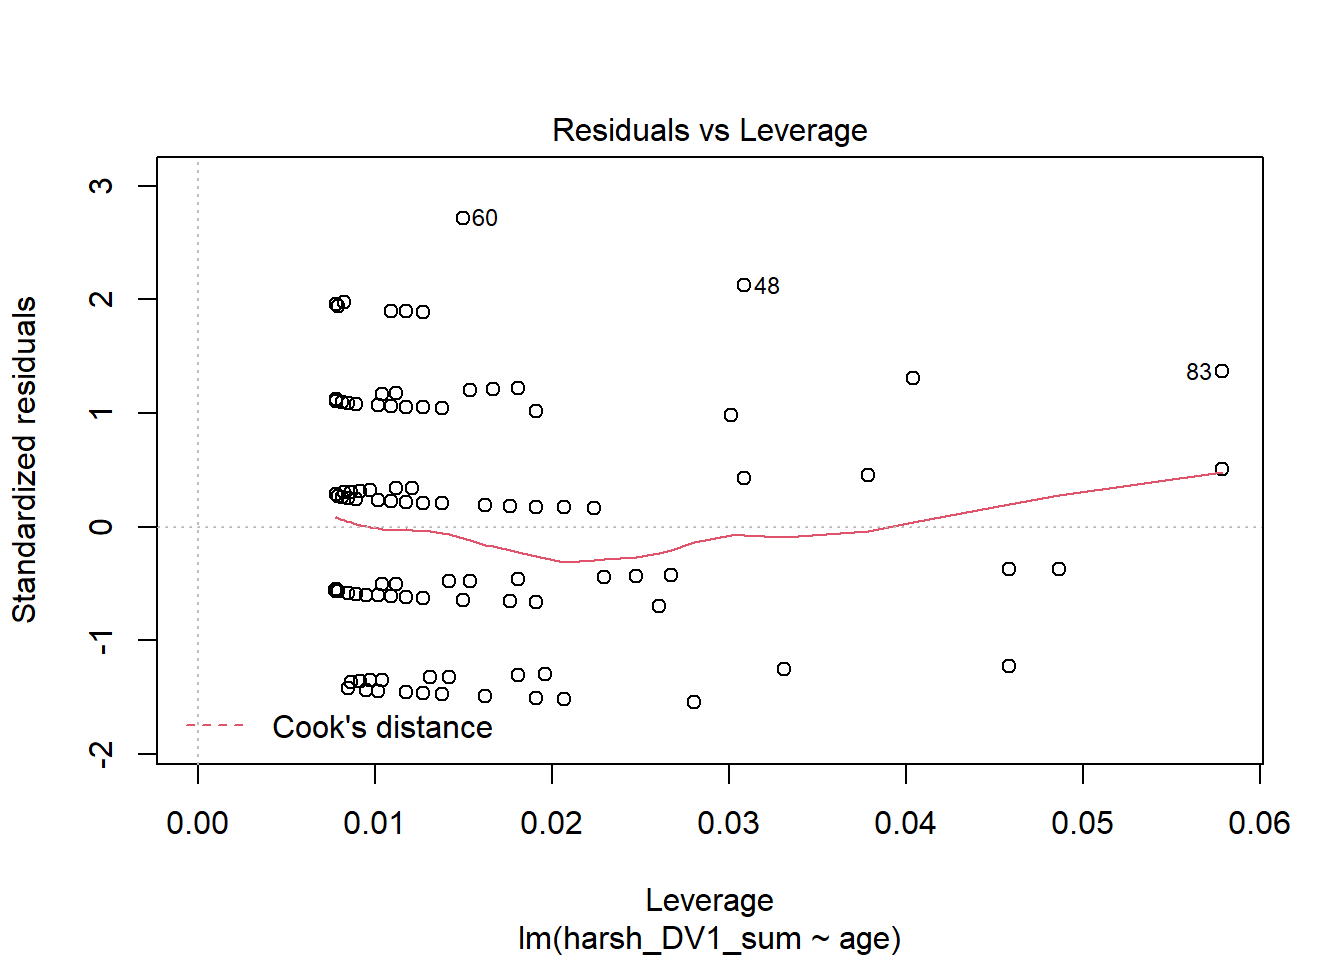 Residuals vs Leverage
Standardized residuals
3
2
1
0
-1
-2
60
48
83
Cook's distance
0.00 0.01 0.02 0.03 0.04 0.05 0.06
Leverage
lm(harsh_DV1_sum ~ age)